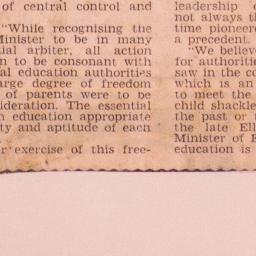 of central control and
"While recognising the
Minister to be in many
tial arbiter, all action
n to be consonant with
al education authorities
arge degree of freedom
of parents were to be
ideration. The essential
n education appropriate
ty and aptitude of each
r exercise of this free-
leadership o
not always th
time pioneere
a precedent.
"We believe
for authoritie
saw in the co
which is an
to meet the
child shackle
the past or t
the late Ell
Minister of E
education is